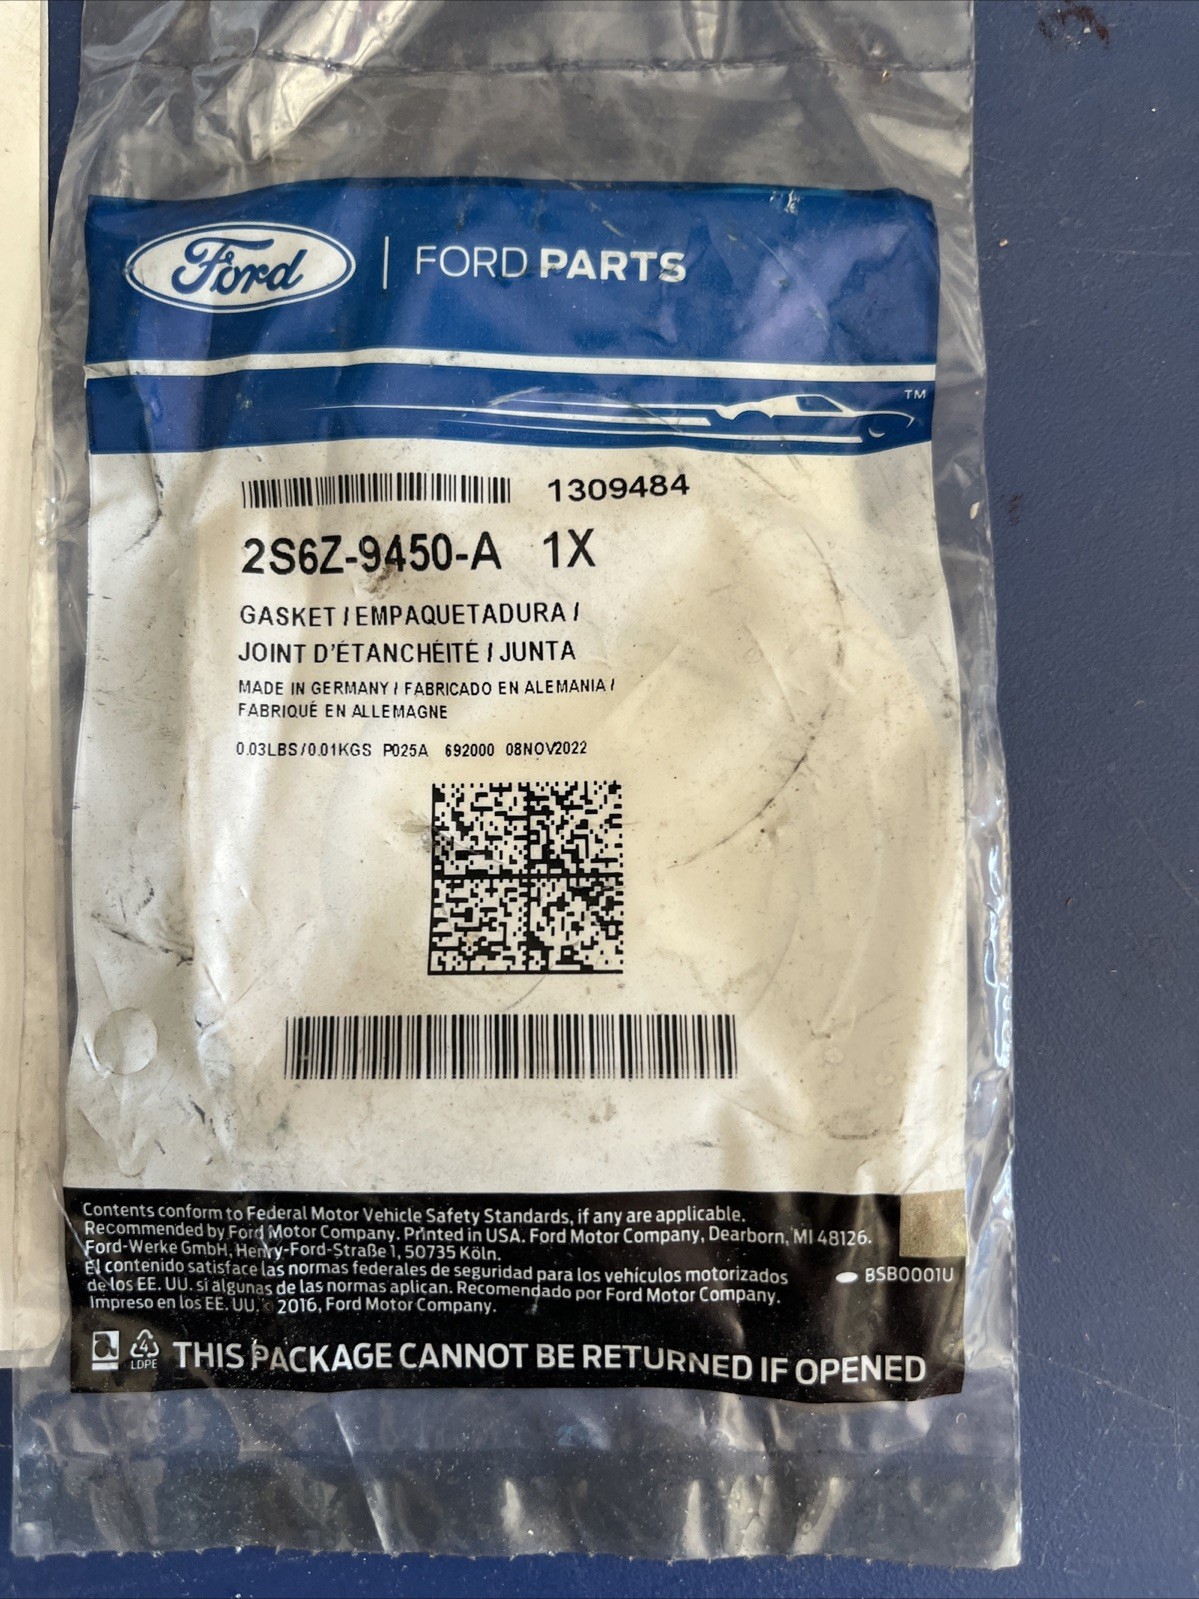 Ford | FORD PARTS
TM
1309484
2S6Z-9450-A 1X
GASKET / EMPAQUETADURA /
JOINT D'ÉTANCHÉITÉ / JUNTA
MADE IN GERMANY / FABRICADO EN ALEMANIA /
FABRIQUÉ EN ALLEMAGNE
0.03LBS/0.01KGS P025A 692000 08NOV2022
Contents conform to Federal Motor Vehicle Safety Standards, if any are applicable.
Recommended by Ford Motor Company. Printed in USA. Ford Motor Company, Dearborn, MI 48126.
Ford-Werke GmbH, Henry-Ford-Straße 1, 50735 Köln.
El contenido satisface las normas federales de seguridad para los vehículos motorizados
de los EE. UU. si algunas de las normas aplican. Recomendado por Ford Motor Company.
Impreso en los EE. UU. © 2016, Ford Motor Company.
BSB0001U
4
LDPE
THIS PACKAGE CANNOT BE RETURNED IF OPENED